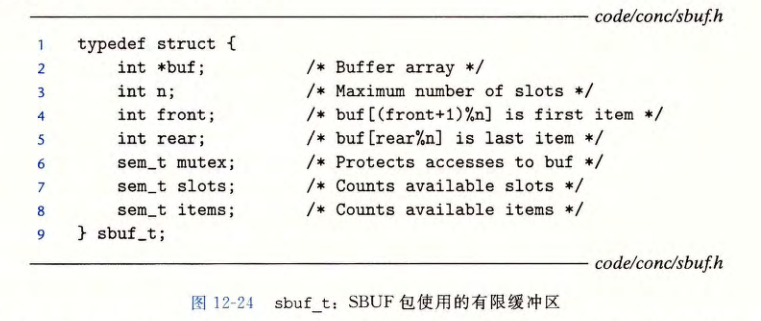 code/conc/sbuf.h
1 typedef struct {
2     int *buf;          /* Buffer array */
3     int n;             /* Maximum number of slots */
4     int front;         /* buf[(front+1)%n] is first item */
5     int rear;          /* buf[rear%n] is last item */
6     sem_t mutex;       /* Protects accesses to buf */
7     sem_t slots;       /* Counts available slots */
8     sem_t items;       /* Counts available items */
9 } sbuf_t;
code/conc/sbuf.h
图 12-24 sbuf_t: SBUF 包使用的有限缓冲区